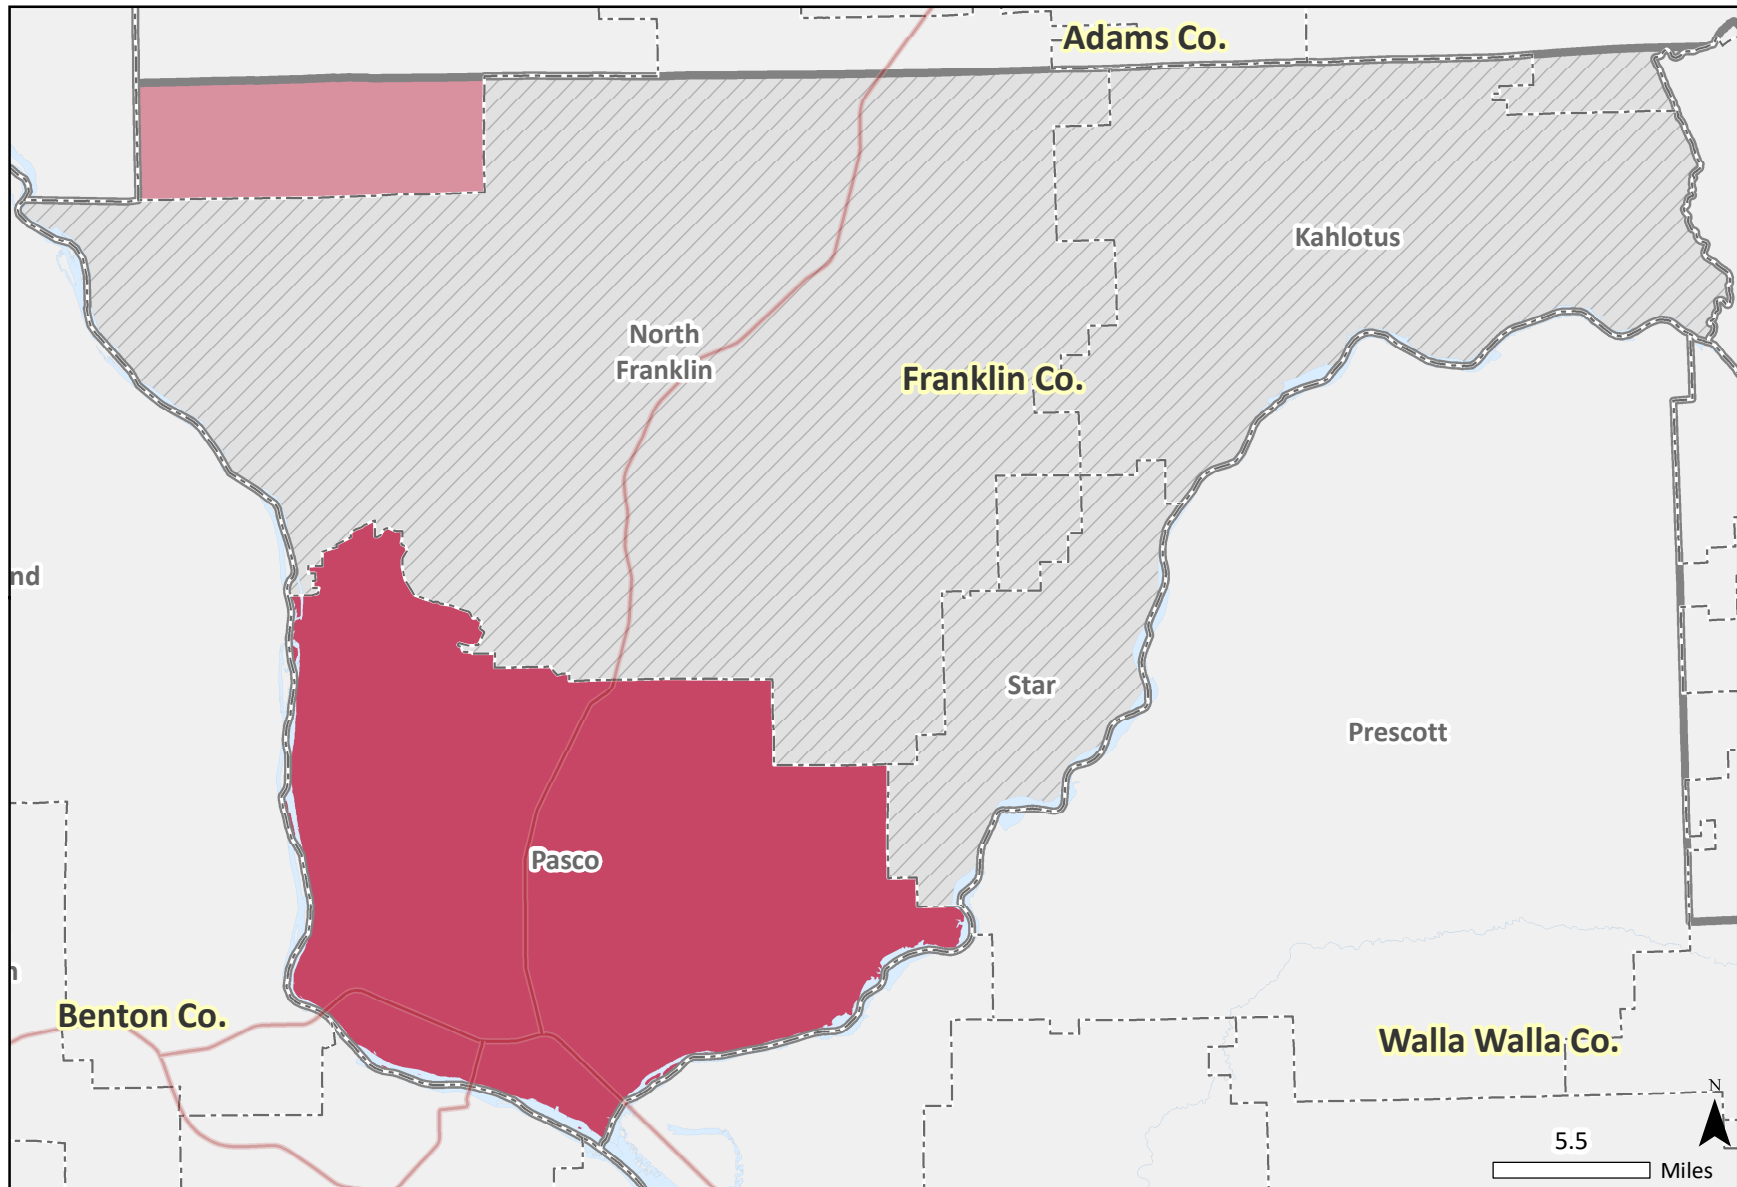 Adams Co.
Kahlotus
North
Franklin
Franklin Co.
nd
Star
Prescott
Pasco
Benton Co.
Walla Walla Co.
N
5.5
Miles